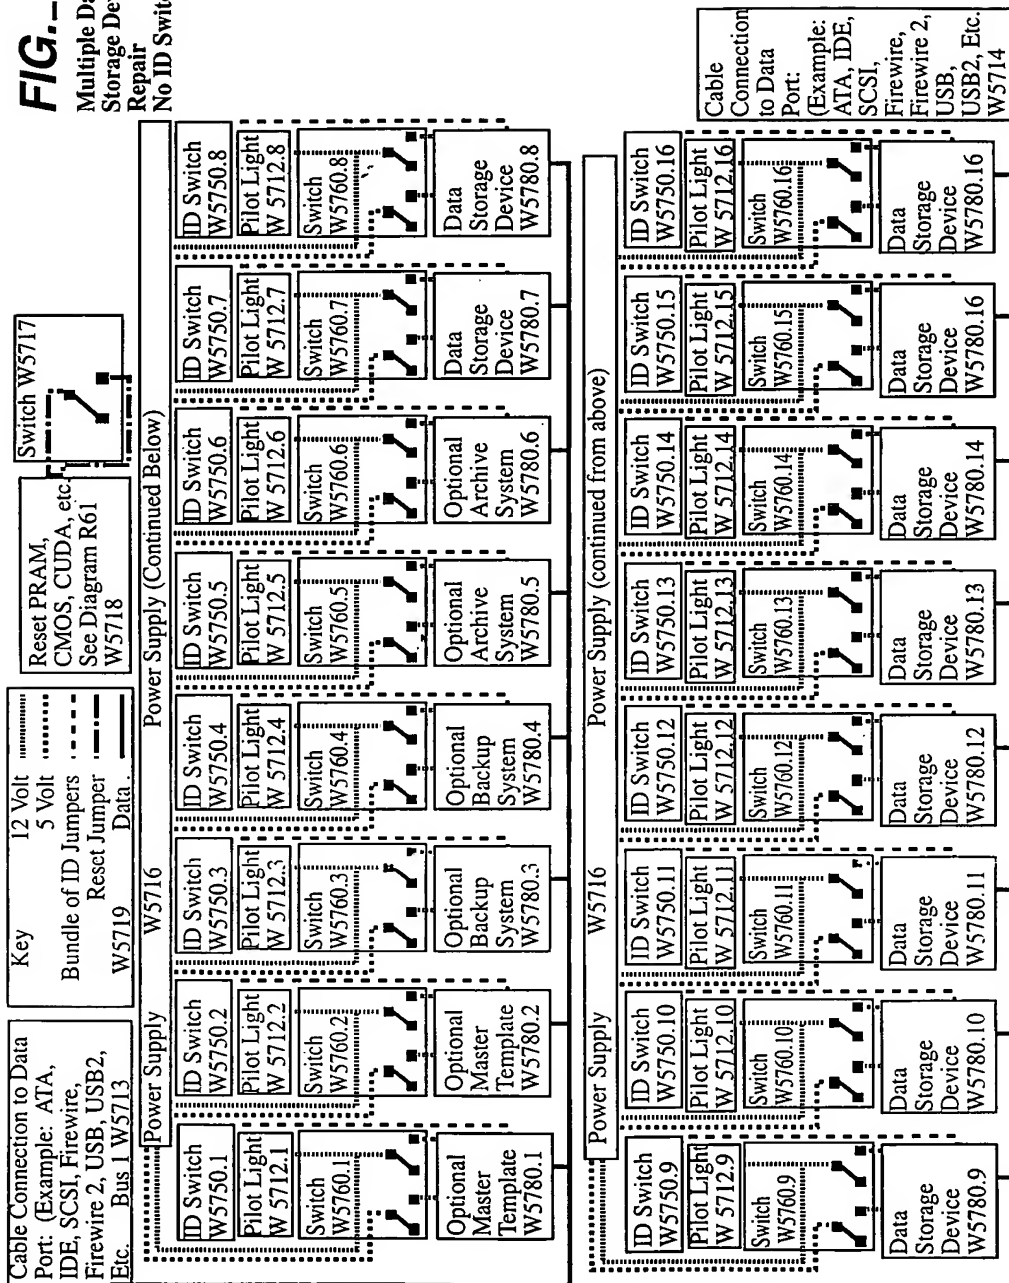 FIG._
Multiple Da
Storage Dev
Repair
No ID Switc
Cable Connection to Data
Port: (Example: ATA,
IDE, SCSI, Firewire,
Firewire 2, USB, USB2,
Etc. Bus 1 W5713
Key 12 Volt
5 Volt
Bundle of ID Jumpers
Reset Jumper
W5719 Data.
Reset PRAM,
CMOS, CUDA, etc.
See Diagram R61
W5718
Switch W5717
Power Supply W5716 Power Supply (Continued Below)
ID Switch
W5750.1
Pilot Light
W 5712.1
Switch
W5760.1
Optional
Master
Template
W5780.1
ID Switch
W5750.2
Pilot Light
W 5712.2
Switch
W5760.2
Optional
Master
Template
W5780.2
ID Switch
W5750.3
Pilot Light
W 5712.3
Switch
W5760.3
Optional
Backup
System
W5780.3
ID Switch
W5750.4
Pilot Light
W 5712.4
Switch
W5760.4
Optional
Backup
System
W5780.4
ID Switch
W5750.5
Pilot Light
W 5712.5
Switch
W5760.5
Optional
Archive
System
W5780.5
ID Switch
W5750.6
Pilot Light
W 5712.6
Switch
W5760.6
Optional
Archive
System
W5780.6
ID Switch
W5750.7
Pilot Light
W 5712.7
Switch
W5760.7
Data
Storage
Device
W5780.7
ID Switch
W5750.8
Pilot Light
W 5712.8
Switch
W5760.8
Data
Storage
Device
W5780.8
Power Supply W5716 Power Supply (continued from above)
ID Switch
W5750.9
Pilot Light
W 5712.9
Switch
W5760.9
Data
Storage
Device
W5780.9
ID Switch
W5750.10
Pilot Light
W 5712.10
Switch
W5760.10
Data
Storage
Device
W5780.10
ID Switch
W5750.11
Pilot Light
W 5712.11
Switch
W5760.11
Data
Storage
Device
W5780.11
ID Switch
W5750.12
Pilot Light
W 5712.12
Switch
W5760.12
Data
Storage
Device
W5780.12
ID Switch
W5750.13
Pilot Light
W 5712.13
Switch
W5760.13
Data
Storage
Device
W5780.13
ID Switch
W5750.14
Pilot Light
W 5712.14
Switch
W5760.14
Data
Storage
Device
W5780.14
ID Switch
W5750.15
Pilot Light
W 5712.15
Switch
W5760.15
Data
Storage
Device
W5780.16
ID Switch
W5750.16
Pilot Light
W 5712.16
Switch
W5760.16
Data
Storage
Device
W5780.16
Cable
Connection
to Data
Port:
(Example:
ATA, IDE,
SCSI,
Firewire,
Firewire 2,
USB,
USB2, Etc.
W5714